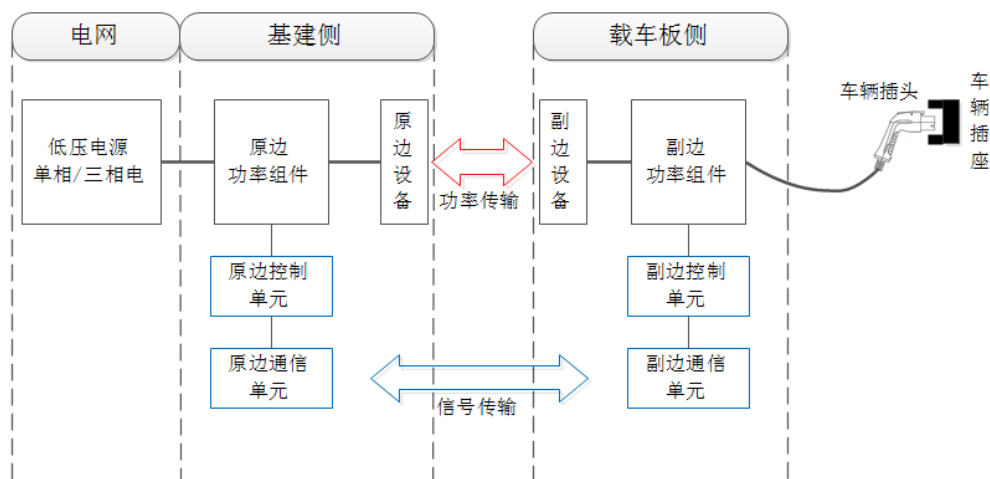 电网
基建侧
载车板侧
低压电源
单相/三相电
原边
功率组件
原
边
设
备
功率传输
副
边
设
备
副边
功率组件
车辆插头
车
辆
插
座
原边控制
单元
副边控制
单元
原边通信
单元
信号传输
副边通信
单元